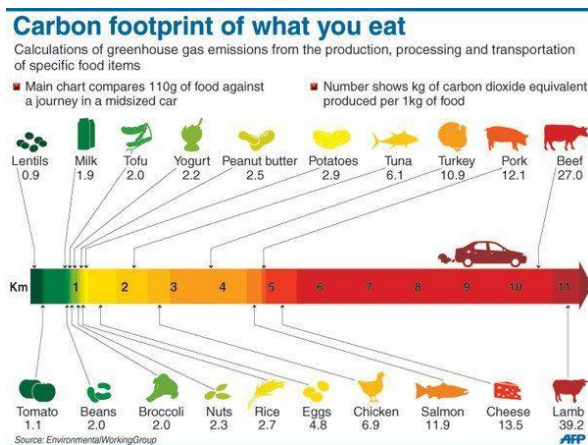 Carbon footprint of what you eat
Calculations of greenhouse gas emissions from the production, processing and transportation
of specific food items
Main chart compares 110g of food against
a journey in a midsized car
Number shows kg of carbon dioxide equivalent
produced per 1kg of food
Lentils Milk Tofu Yogurt Peanut butter Potatoes Tuna Turkey Pork Beef
0.9 1.9 2.0 2.2 2.5 2.9 6.1 10.9 12.1 27.0
Km 1 2 3 4 5 6 7 8 9 10 11
Tomato Beans Broccoli Nuts Rice Eggs Chicken Salmon Cheese Lamb
1.1 2.0 2.0 2.3 2.7 4.8 6.9 11.9 13.5 39.2
Source: EnvironmentalWorkingGroup
AFP